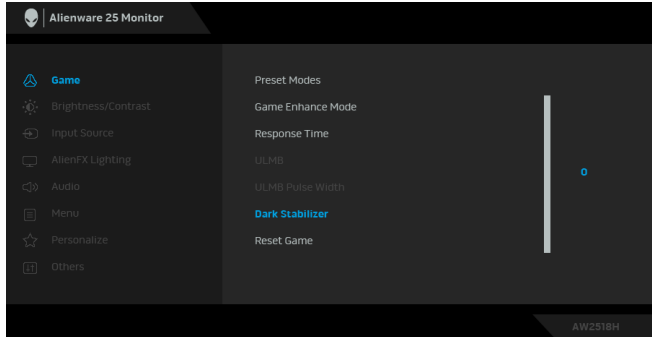 Alienware 25 Monitor
Game
Brightness/Contrast
Input Source
AlienFX Lighting
Audio
Menu
Personalize
Others
Preset Modes
Game Enhance Mode
Response Time
ULMB
ULMB Pulse Width
Dark Stabilizer
Reset Game
0
AW2518H